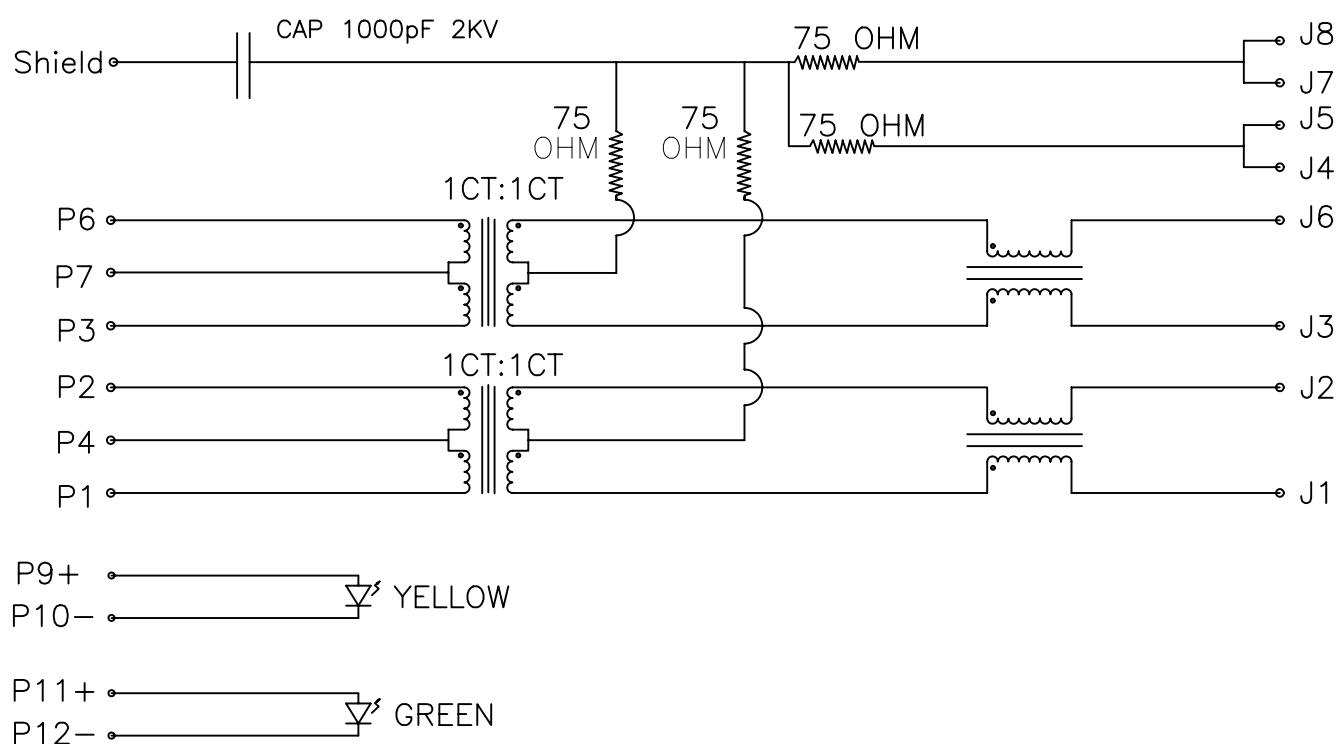 CAP 1000pF 2KV
Shield
75 OHM
J8
J7
75
OHM
75
OHM
75 OHM
J5
J4
1CT:1CT
P6
J6
P7
P3
J3
1CT:1CT
P2
J2
P4
P1
J1
P9+
P10-
YELLOW
P11+
P12-
GREEN